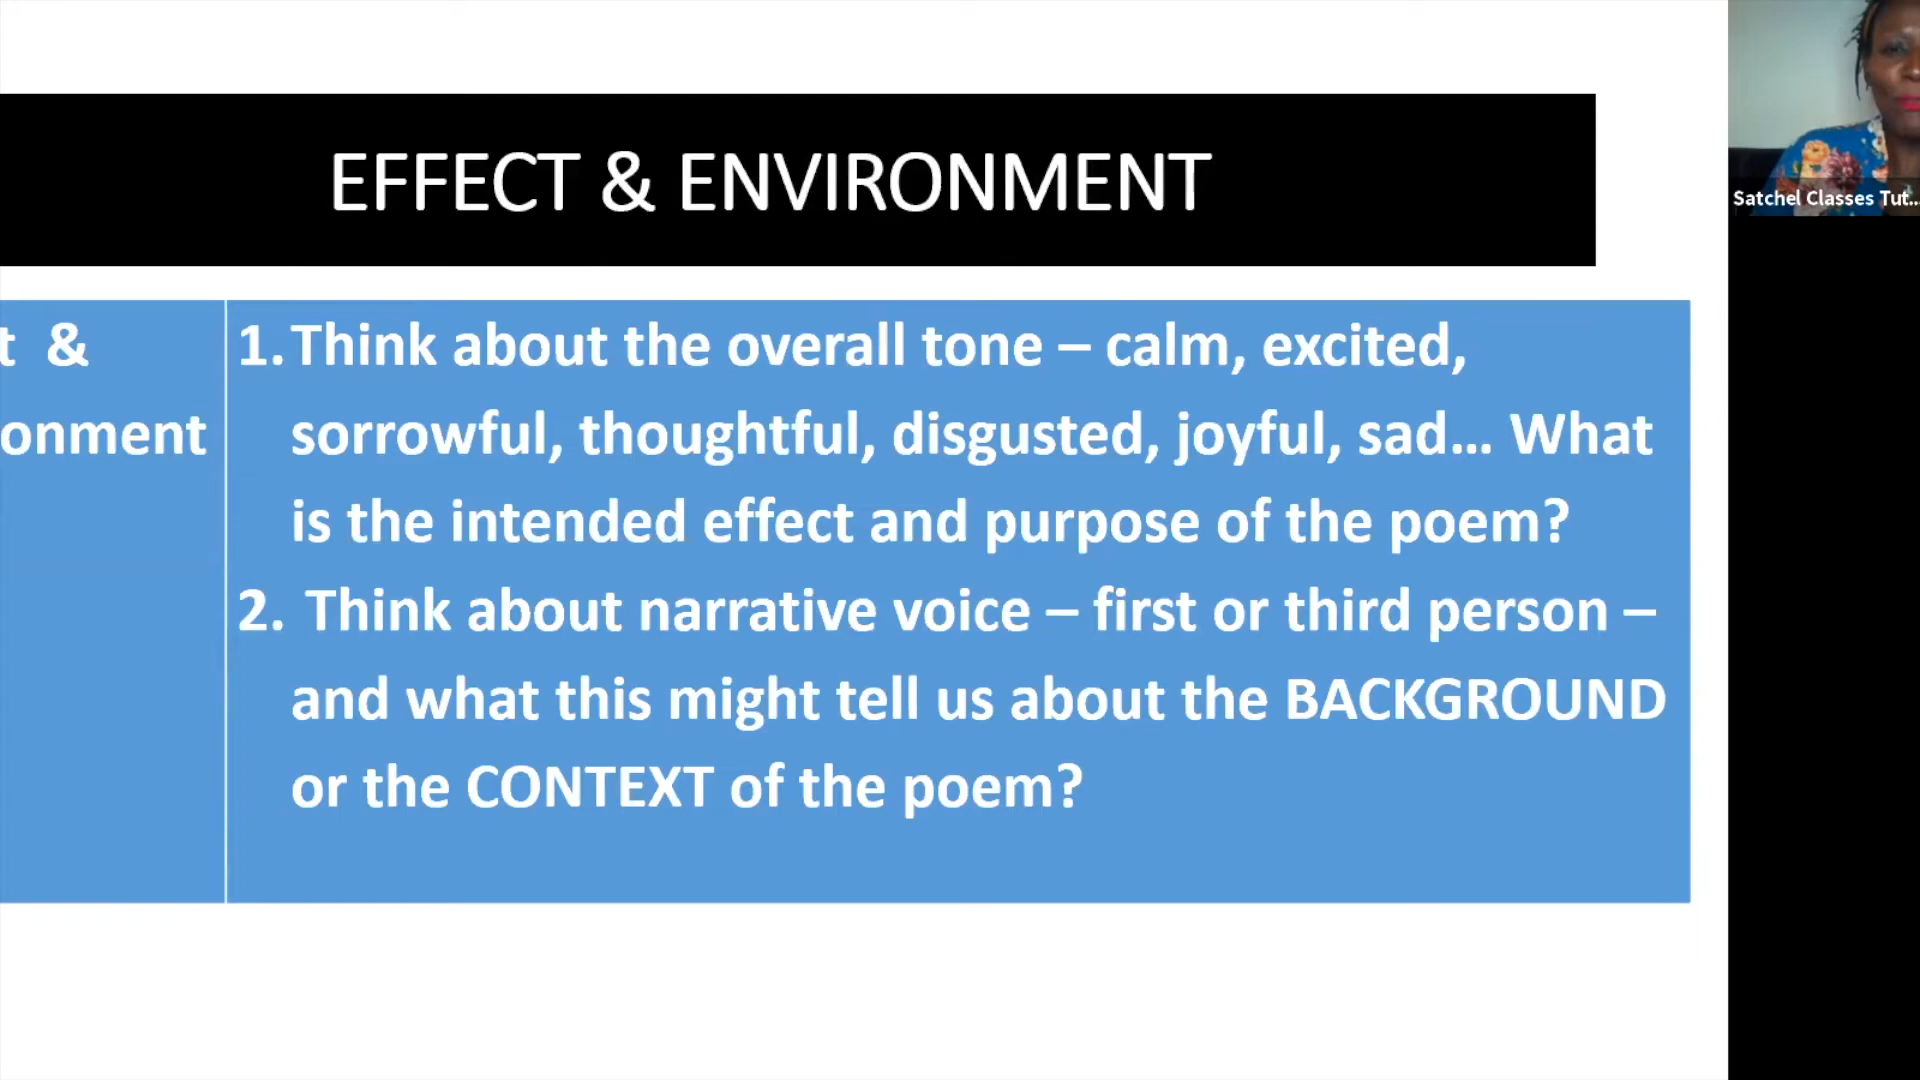 EFFECT & ENVIRONMENT
t &
onment
1. Think about the overall tone – calm, excited,
sorrowful, thoughtful, disgusted, joyful, sad... What
is the intended effect and purpose of the poem?
2. Think about narrative voice – first or third person –
and what this might tell us about the BACKGROUND
or the CONTEXT of the poem?
Satchel Classes Tut...